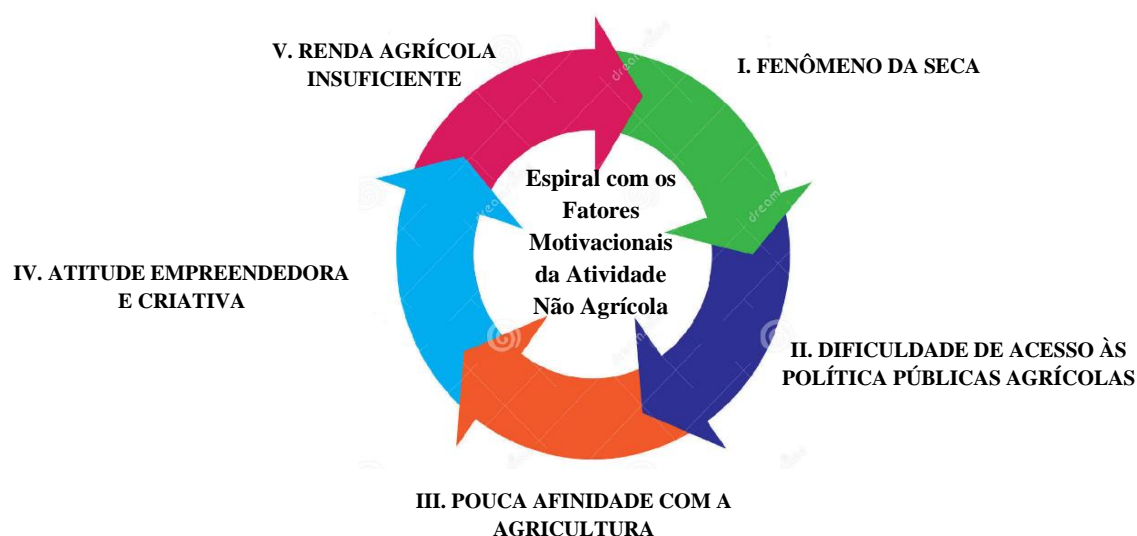 V. RENDA AGRÍCOLA
INSUFICIENTE
I. FENÔMENO DA SECA
Espiral com os
Fatores
Motivacionais
da Atividade
Não Agrícola
IV. ATITUDE EMPREENDEDORA
E CRIATIVA
II. DIFICULDADE DE ACESSO ÀS
POLÍTICA PÚBLICAS AGRÍCOLAS
III. POUCA AFINIDADE COM A
AGRICULTURA